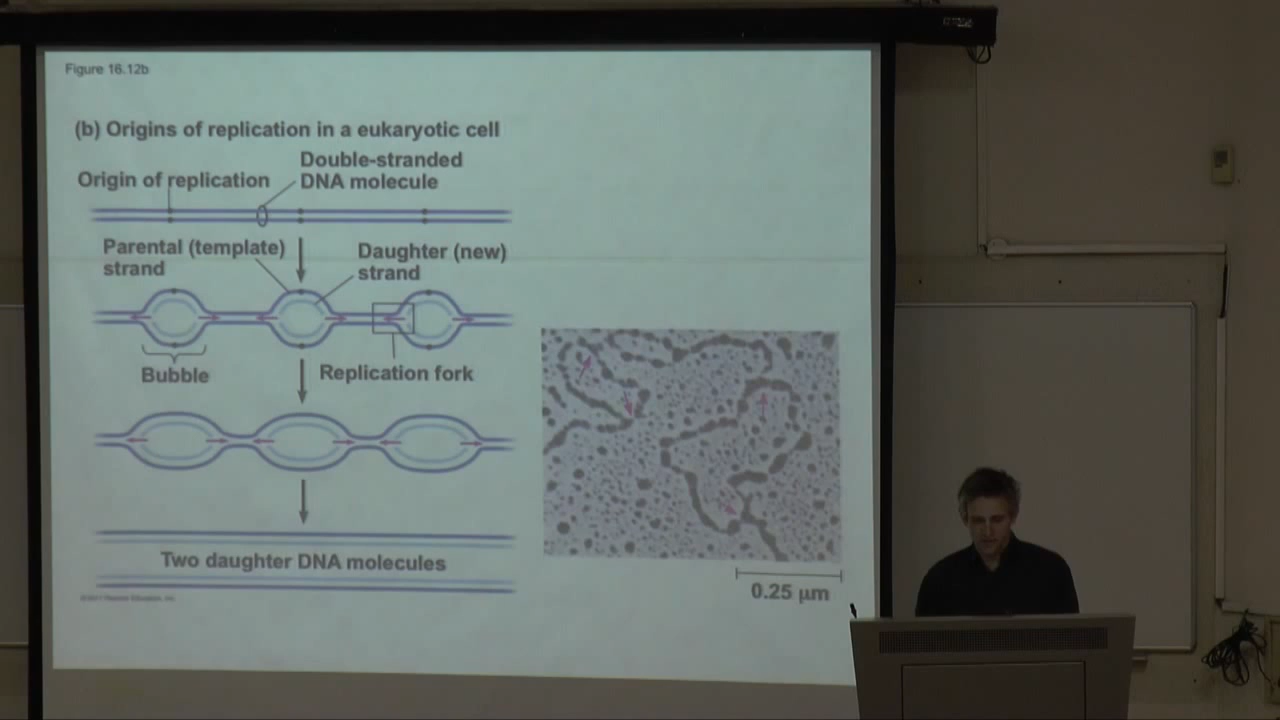 Figure 16.12b
(b) Origins of replication in a eukaryotic cell
Double-stranded
DNA molecule
Origin of replication
Parental (template)
strand
Daughter (new)
strand
Bubble
Replication fork
Two daughter DNA molecules
0.25 µm